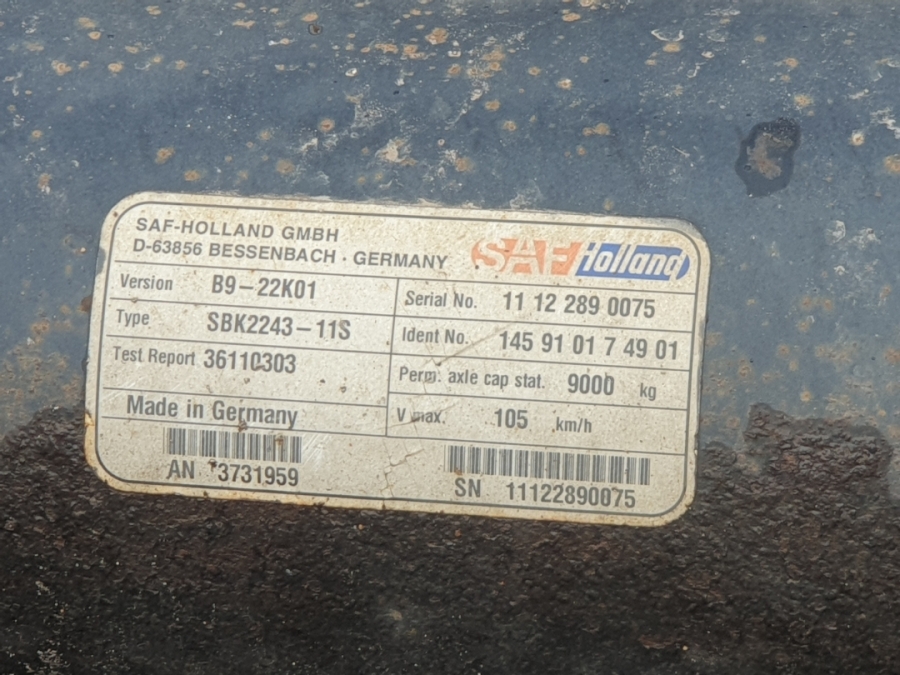 SAF-HOLLAND GMBH
D-63856 BESSENBACH · GERMANY
SAF Holland
Version B9-22K01
Serial No. 11 12 289 0075
Type SBK2243-11S
Ident No. 145 91 01 7 49 01
Test Report 36110303
Perm. axle cap stat. 9000 kg
Made in Germany
V max. 105 km/h
AN 3731959
SN 11122890075